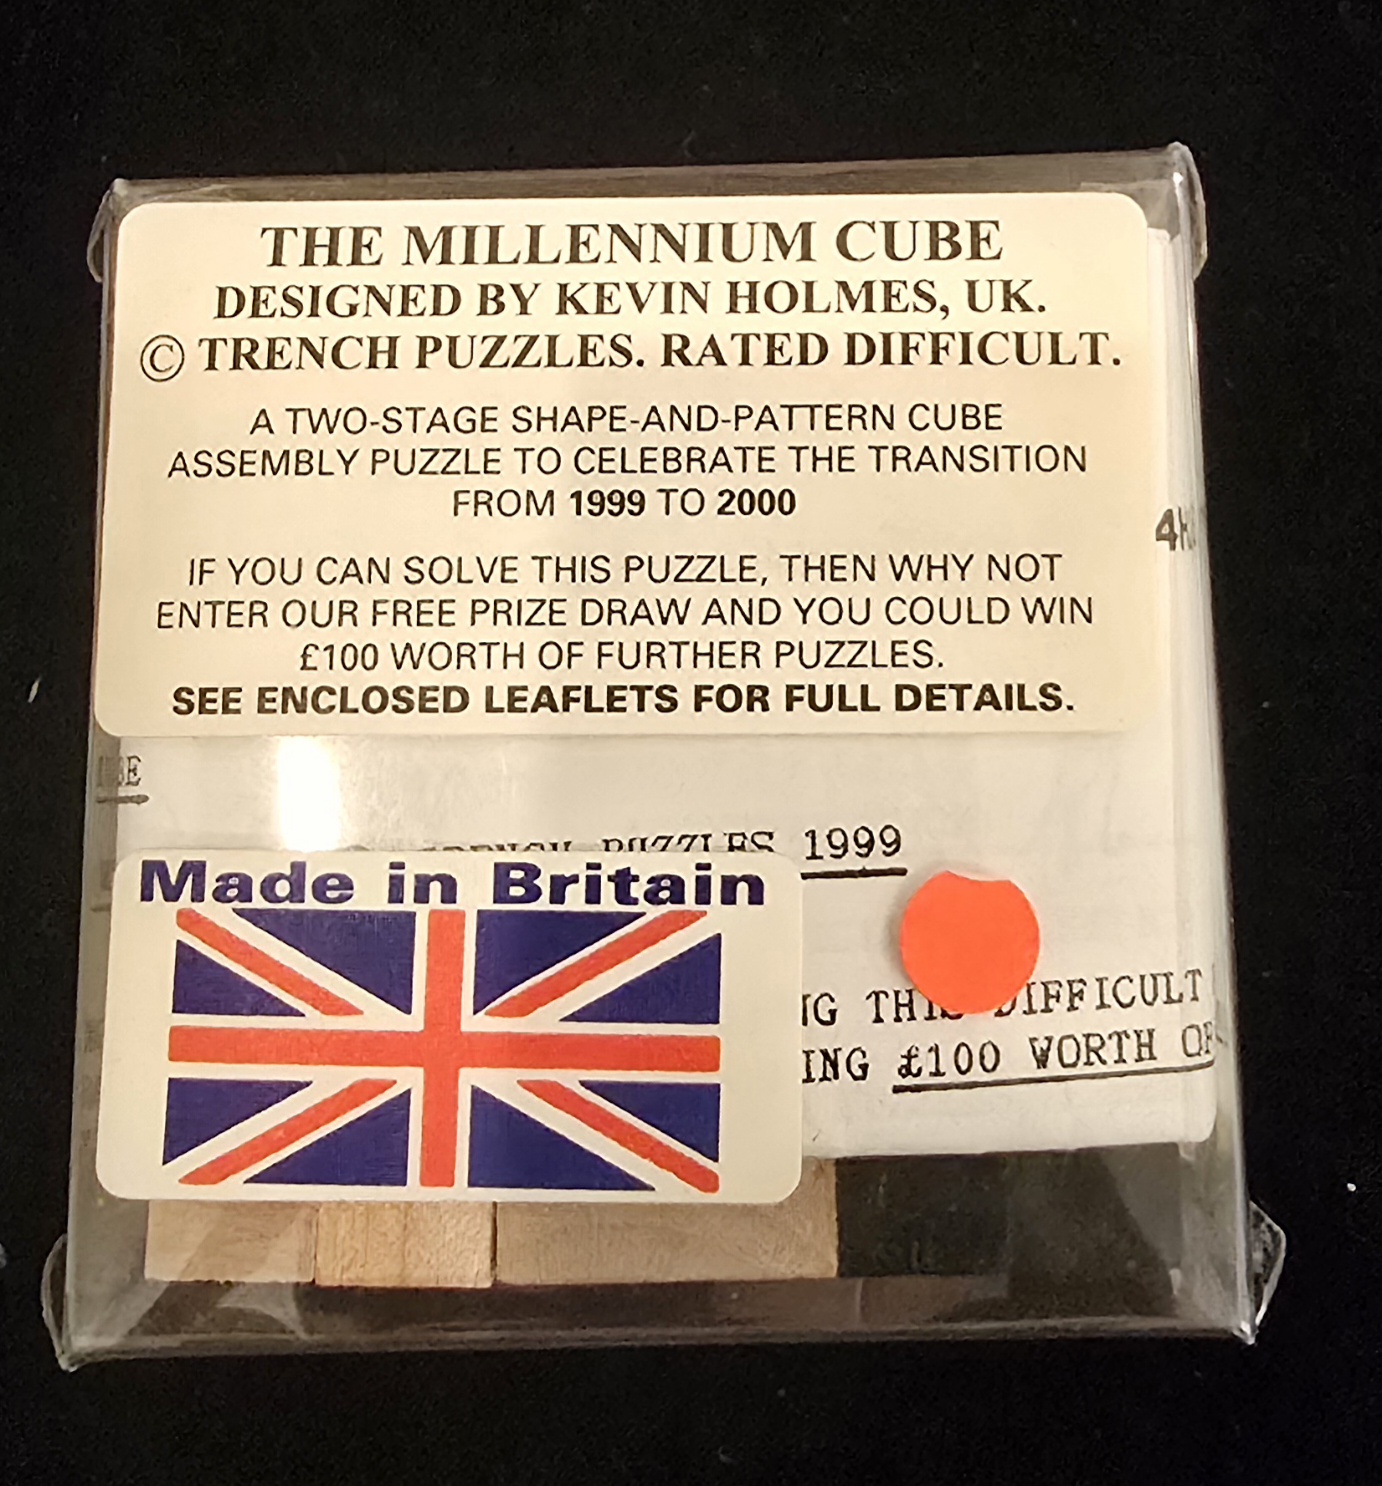 THE MILLENNIUM CUBE
DESIGNED BY KEVIN HOLMES, UK.
© TRENCH PUZZLES. RATED DIFFICULT.
A TWO-STAGE SHAPE-AND-PATTERN CUBE
ASSEMBLY PUZZLE TO CELEBRATE THE TRANSITION
FROM 1999 TO 2000
IF YOU CAN SOLVE THIS PUZZLE, THEN WHY NOT
ENTER OUR FREE PRIZE DRAW AND YOU COULD WIN
£100 WORTH OF FURTHER PUZZLES.
SEE ENCLOSED LEAFLETS FOR FULL DETAILS.
PUZZLES 1999
Made in Britain
THIS DIFFICULT
£100 WORTH OF